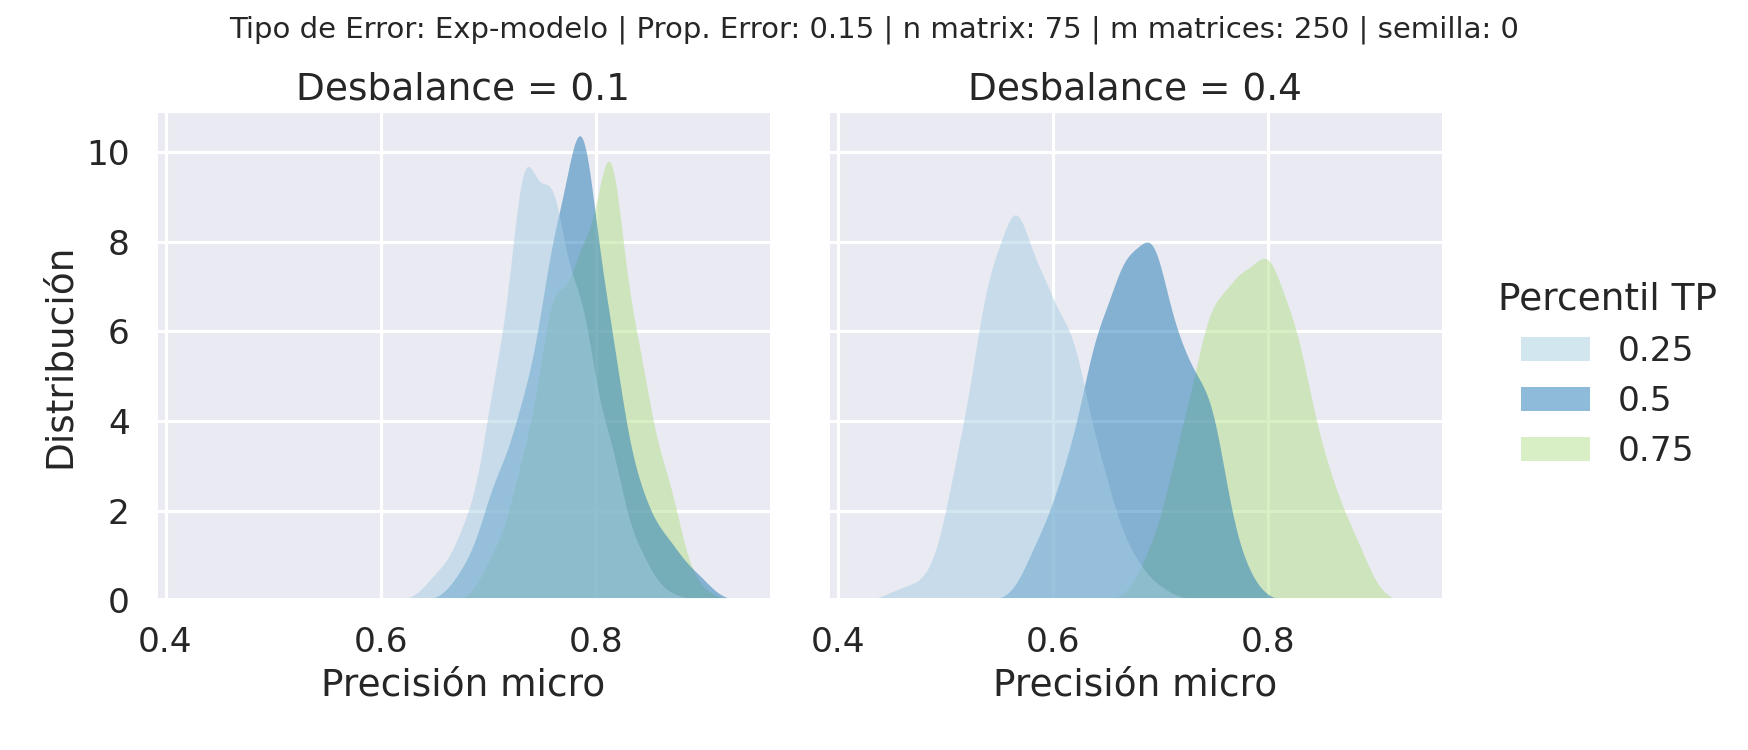 Tipo de Error: Exp-modelo | Prop. Error: 0.15 | n matrix: 75 | m matrices: 250 | semilla: 0
Desbalance = 0.1
Desbalance = 0.4
Distribución
10
8
6
4
2
0
0.4 0.6 0.8
0.4 0.6 0.8
Precisión micro
Precisión micro
Percentil TP
0.25
0.5
0.75